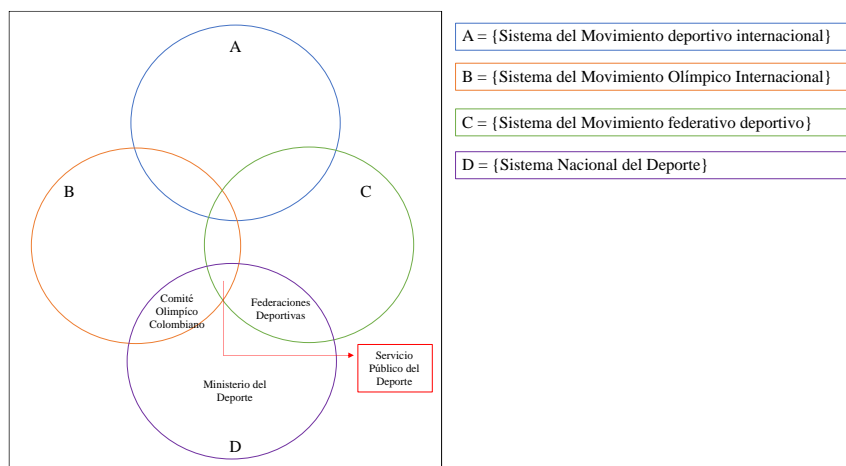 A
B
C
Comité
Olimpíco
Colombiano
Federaciones
Deportivas
Servicio
Público del
Deporte
Ministerio del
Deporte
D
A = {Sistema del Movimiento deportivo internacional}
B = {Sistema del Movimiento Olímpico Internacional}
C = {Sistema del Movimiento federativo deportivo}
D = {Sistema Nacional del Deporte}